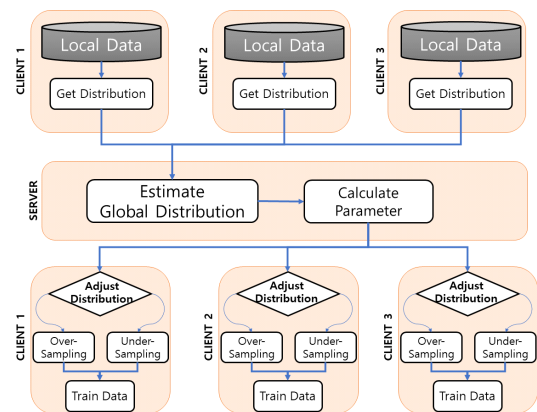 CLIENT 1
Local Data
Get Distribution
CLIENT 2
Local Data
Get Distribution
CLIENT 3
Local Data
Get Distribution
SERVER
Estimate
Global Distribution
Calculate
Parameter
CLIENT 1
Adjust
Distribution
Over-
Sampling
Under-
Sampling
Train Data
CLIENT 2
Adjust
Distribution
Over-
Sampling
Under-
Sampling
Train Data
CLIENT 3
Adjust
Distribution
Over-
Sampling
Under-
Sampling
Train Data